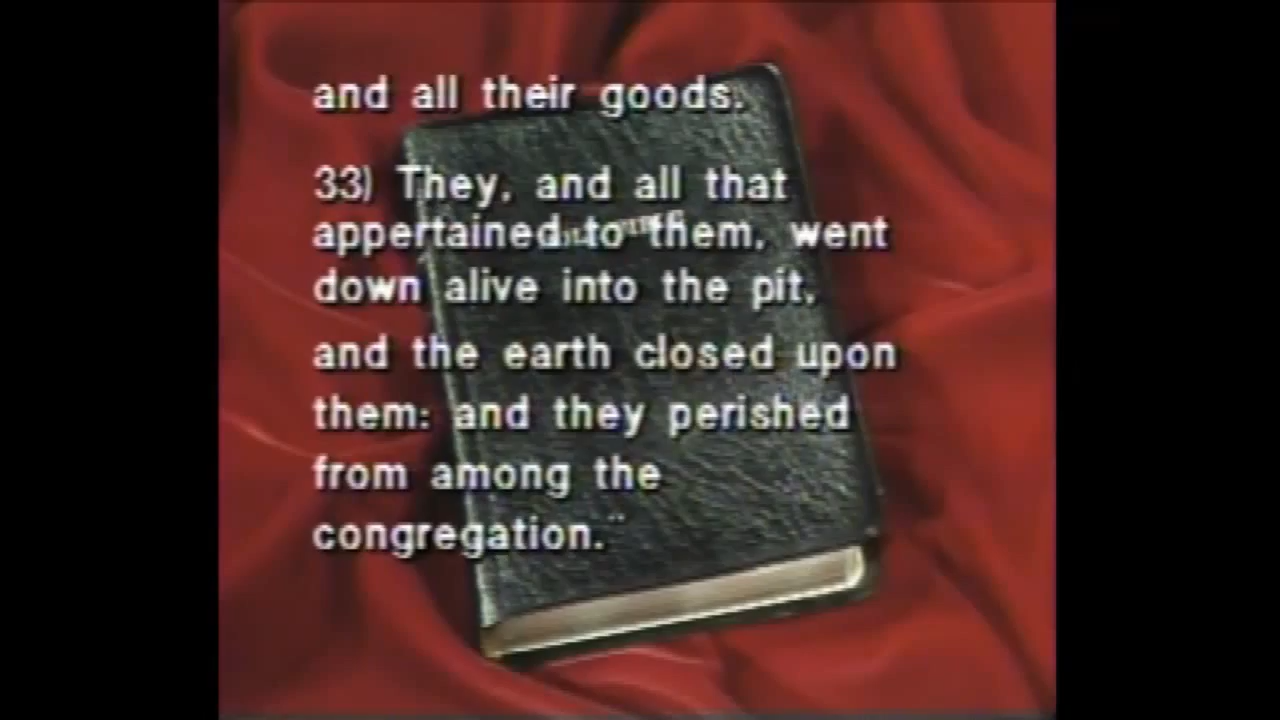 and all their goods.
33) They, and all that
appertained to them, went
down alive into the pit,
and the earth closed upon
them: and they perished
from among the
congregation."